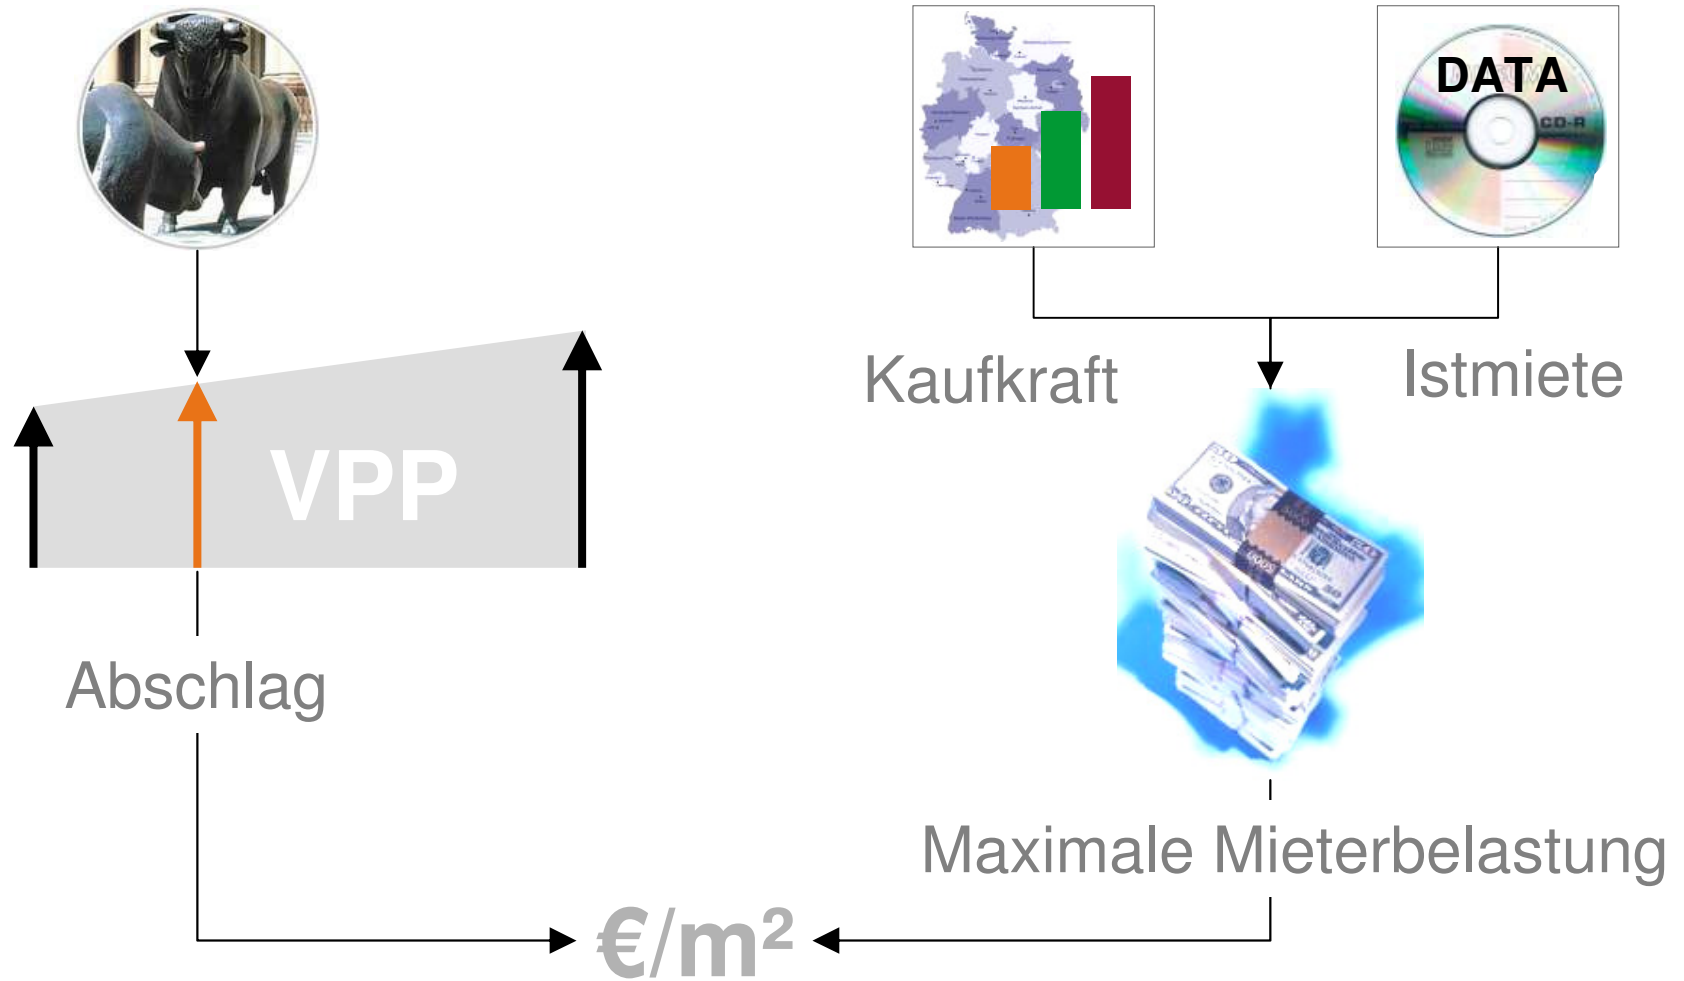 DATA
CD-R
Kaufkraft
Istmiete
VPP
Abschlag
Maximale Mieterbelastung
€/m²